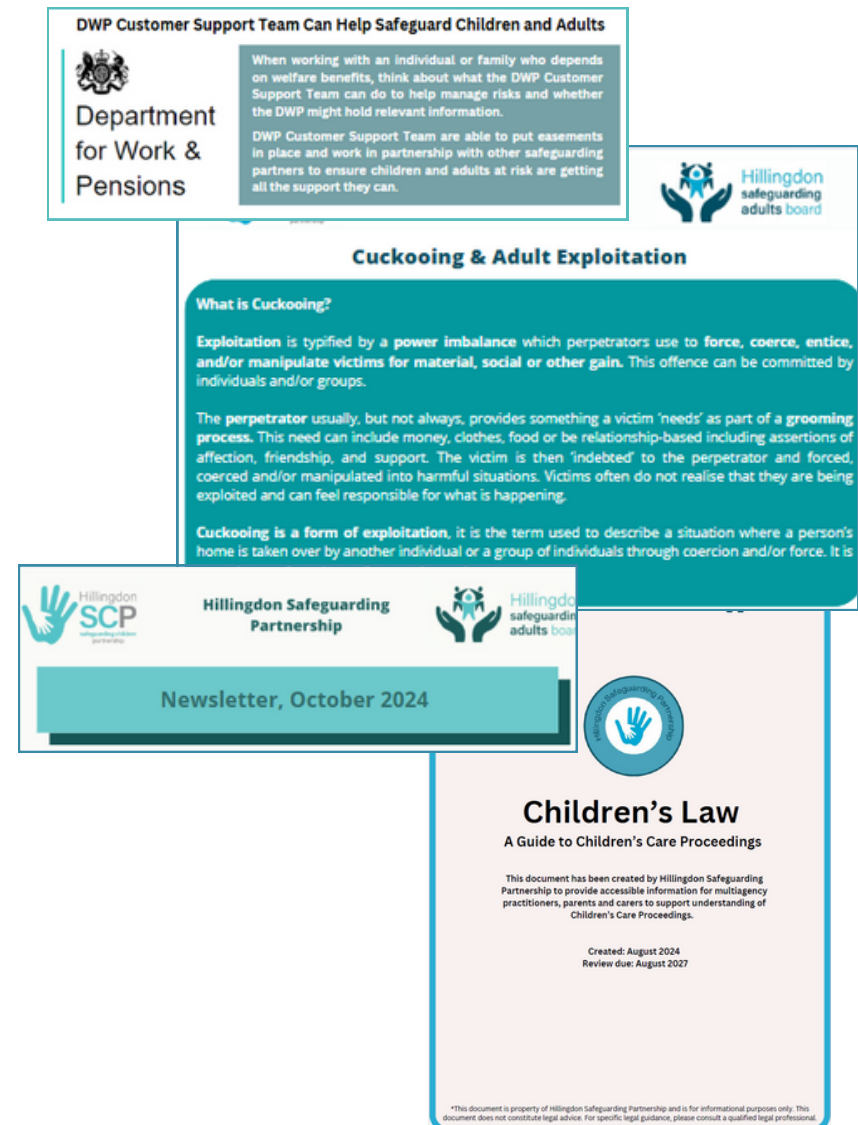 DWP Customer Support Team Can Help Safeguard Children and Adults
Department
for Work &
Pensions
When working with an individual or family who depends
on welfare benefits, think about what the DWP Customer
Support Team can do to help manage risks and whether
the DWP might hold relevant information.
DWP Customer Support Team are able to put easements
in place and work in partnership with other safeguarding
partners to ensure children and adults at risk are getting
all the support they can.
Hillingdon
safeguarding
adults board
Cuckooing & Adult Exploitation
What is Cuckooing?
Exploitation is typified by a power imbalance which perpetrators use to force, coerce, entice,
and/or manipulate victims for material, social or other gain. This offence can be committed by
individuals and/or groups.
The perpetrator usually, but not always, provides something a victim 'needs' as part of a grooming
process. This need can include money, clothes, food or be relationship-based including assertions of
affection, friendship, and support. The victim is then 'indebted' to the perpetrator and forced,
coerced and/or manipulated into harmful situations. Victims often do not realise that they are being
exploited and can feel responsible for what is happening.
Cuckooing is a form of exploitation, it is the term used to describe a situation where a person's
home is taken over by another individual or a group of individuals through coercion and/or force. It is
Hillingdon
SCP
safeguarding children
partnership
Hillingdon Safeguarding
Partnership
Hillingdo
safeguardin
adults boa
Newsletter, October 2024
Hillingdon Safeguarding Partnership
Children's Law
A Guide to Children's Care Proceedings
This document has been created by Hillingdon Safeguarding
Partnership to provide accessible information for multiagency
practitioners, parents and carers to support understanding of
Children's Care Proceedings.
Created: August 2024
Review due: August 2027
*This document is property of Hillingdon Safeguarding Partnership and is for informational purposes only. This
document does not constitute legal advice. For specific legal guidance, please consult a qualified legal professional.